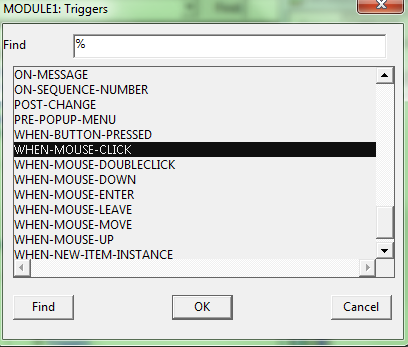 MODULE1: Triggers
Find
%
ON-MESSAGE
ON-SEQUENCE-NUMBER
POST-CHANGE
PRE-POPUP-MENU
WHEN-BUTTON-PRESSED
WHEN-MOUSE-CLICK
WHEN-MOUSE-DOUBLECLICK
WHEN-MOUSE-DOWN
WHEN-MOUSE-ENTER
WHEN-MOUSE-LEAVE
WHEN-MOUSE-MOVE
WHEN-MOUSE-UP
WHEN-NEW-ITEM-INSTANCE
Find OK Cancel